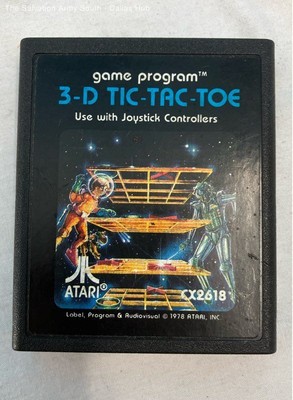 game program™
3-D TIC-TAC-TOE
Use with Joystick Controllers
ATARI®
CX2618
Label, Program & Audiovisual © 1978 ATARI, INC.